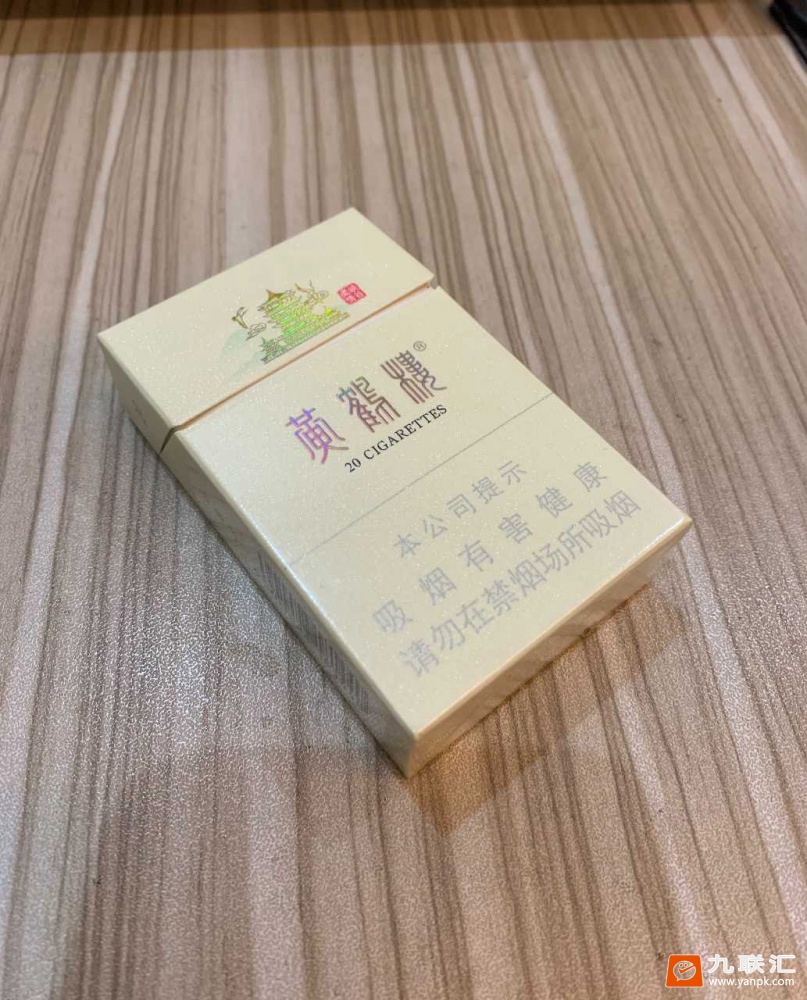 黄鹤楼®
20 CIGARETTES
本公司提示
吸烟有害健康
请勿在禁烟场所吸烟
九联汇
www.yanpk.com